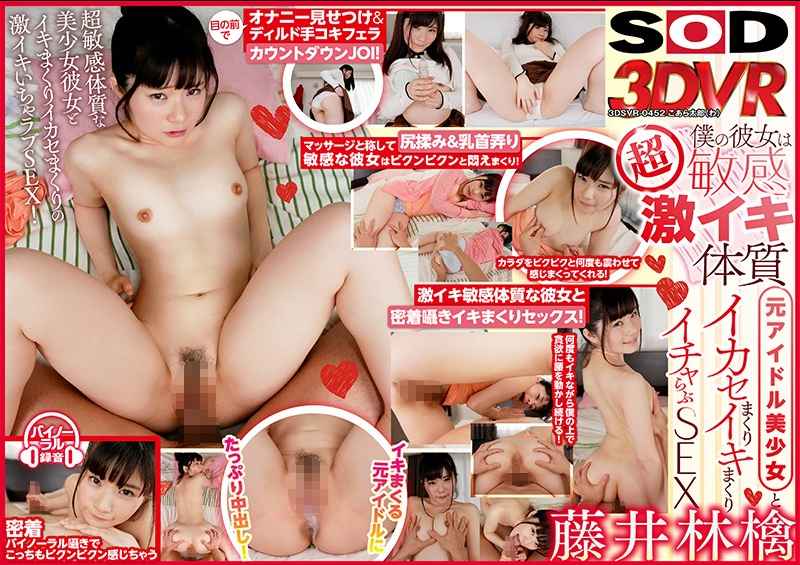 超敏感体質な
美少女彼女と
イキまくりイカセまくりの
激イキいちゃラブSEX!
目の前で
オナニー見せつけ&
ディルド手コキフェラ
カウントダウンJOI!
マッサージと称して
尻揉み&乳首弄り
敏感な彼女はビクンビクンと悶えまくり!
カラダをビクビクと何度も震わせて
感じまくってくれる!
激イキ敏感体質な彼女と
密着囁きイキまくりセックス!
何度もイキながら僕の上で
貪欲に腰を動かし続ける!
イキまくる
元アイドルに
たっぷり中出し!
バイノーラル
録音
密着
バイノーラル囁きで
こっちもビクンビクン感じちゃう
SOD
3DVR
3DSVR-0452 こあら太郎(わ)
僕の彼女は
超敏感
激イキ
体質
元アイドル美少女と
イカセまくり
イキまくり
イチャらぶSEX
藤井林檎